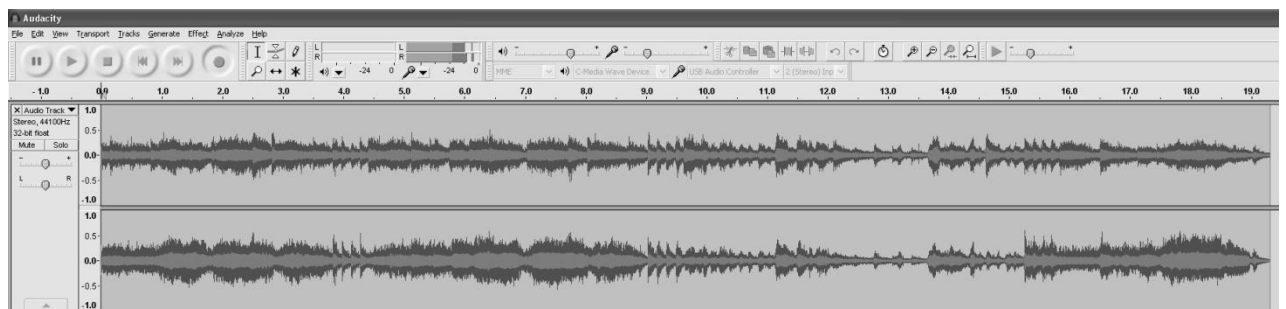 Audacity
File Edit View Transport Tracks Generate Effect Analyze Help
L
R
-24 0
L
R
-24 0
MME C-Media Wave Device USB Audio Controller 2 (Stereo) Inp
- 1.0 0.0 1.0 2.0 3.0 4.0 5.0 6.0 7.0 8.0 9.0 10.0 11.0 12.0 13.0 14.0 15.0 16.0 17.0 18.0 19.0
X Audio Track
Stereo, 44100Hz
32-bit float
Mute Solo
- +
L R
1.0
0.5-
0.0-
-0.5-
-1.0
1.0
0.5-
0.0-
-0.5-
-1.0